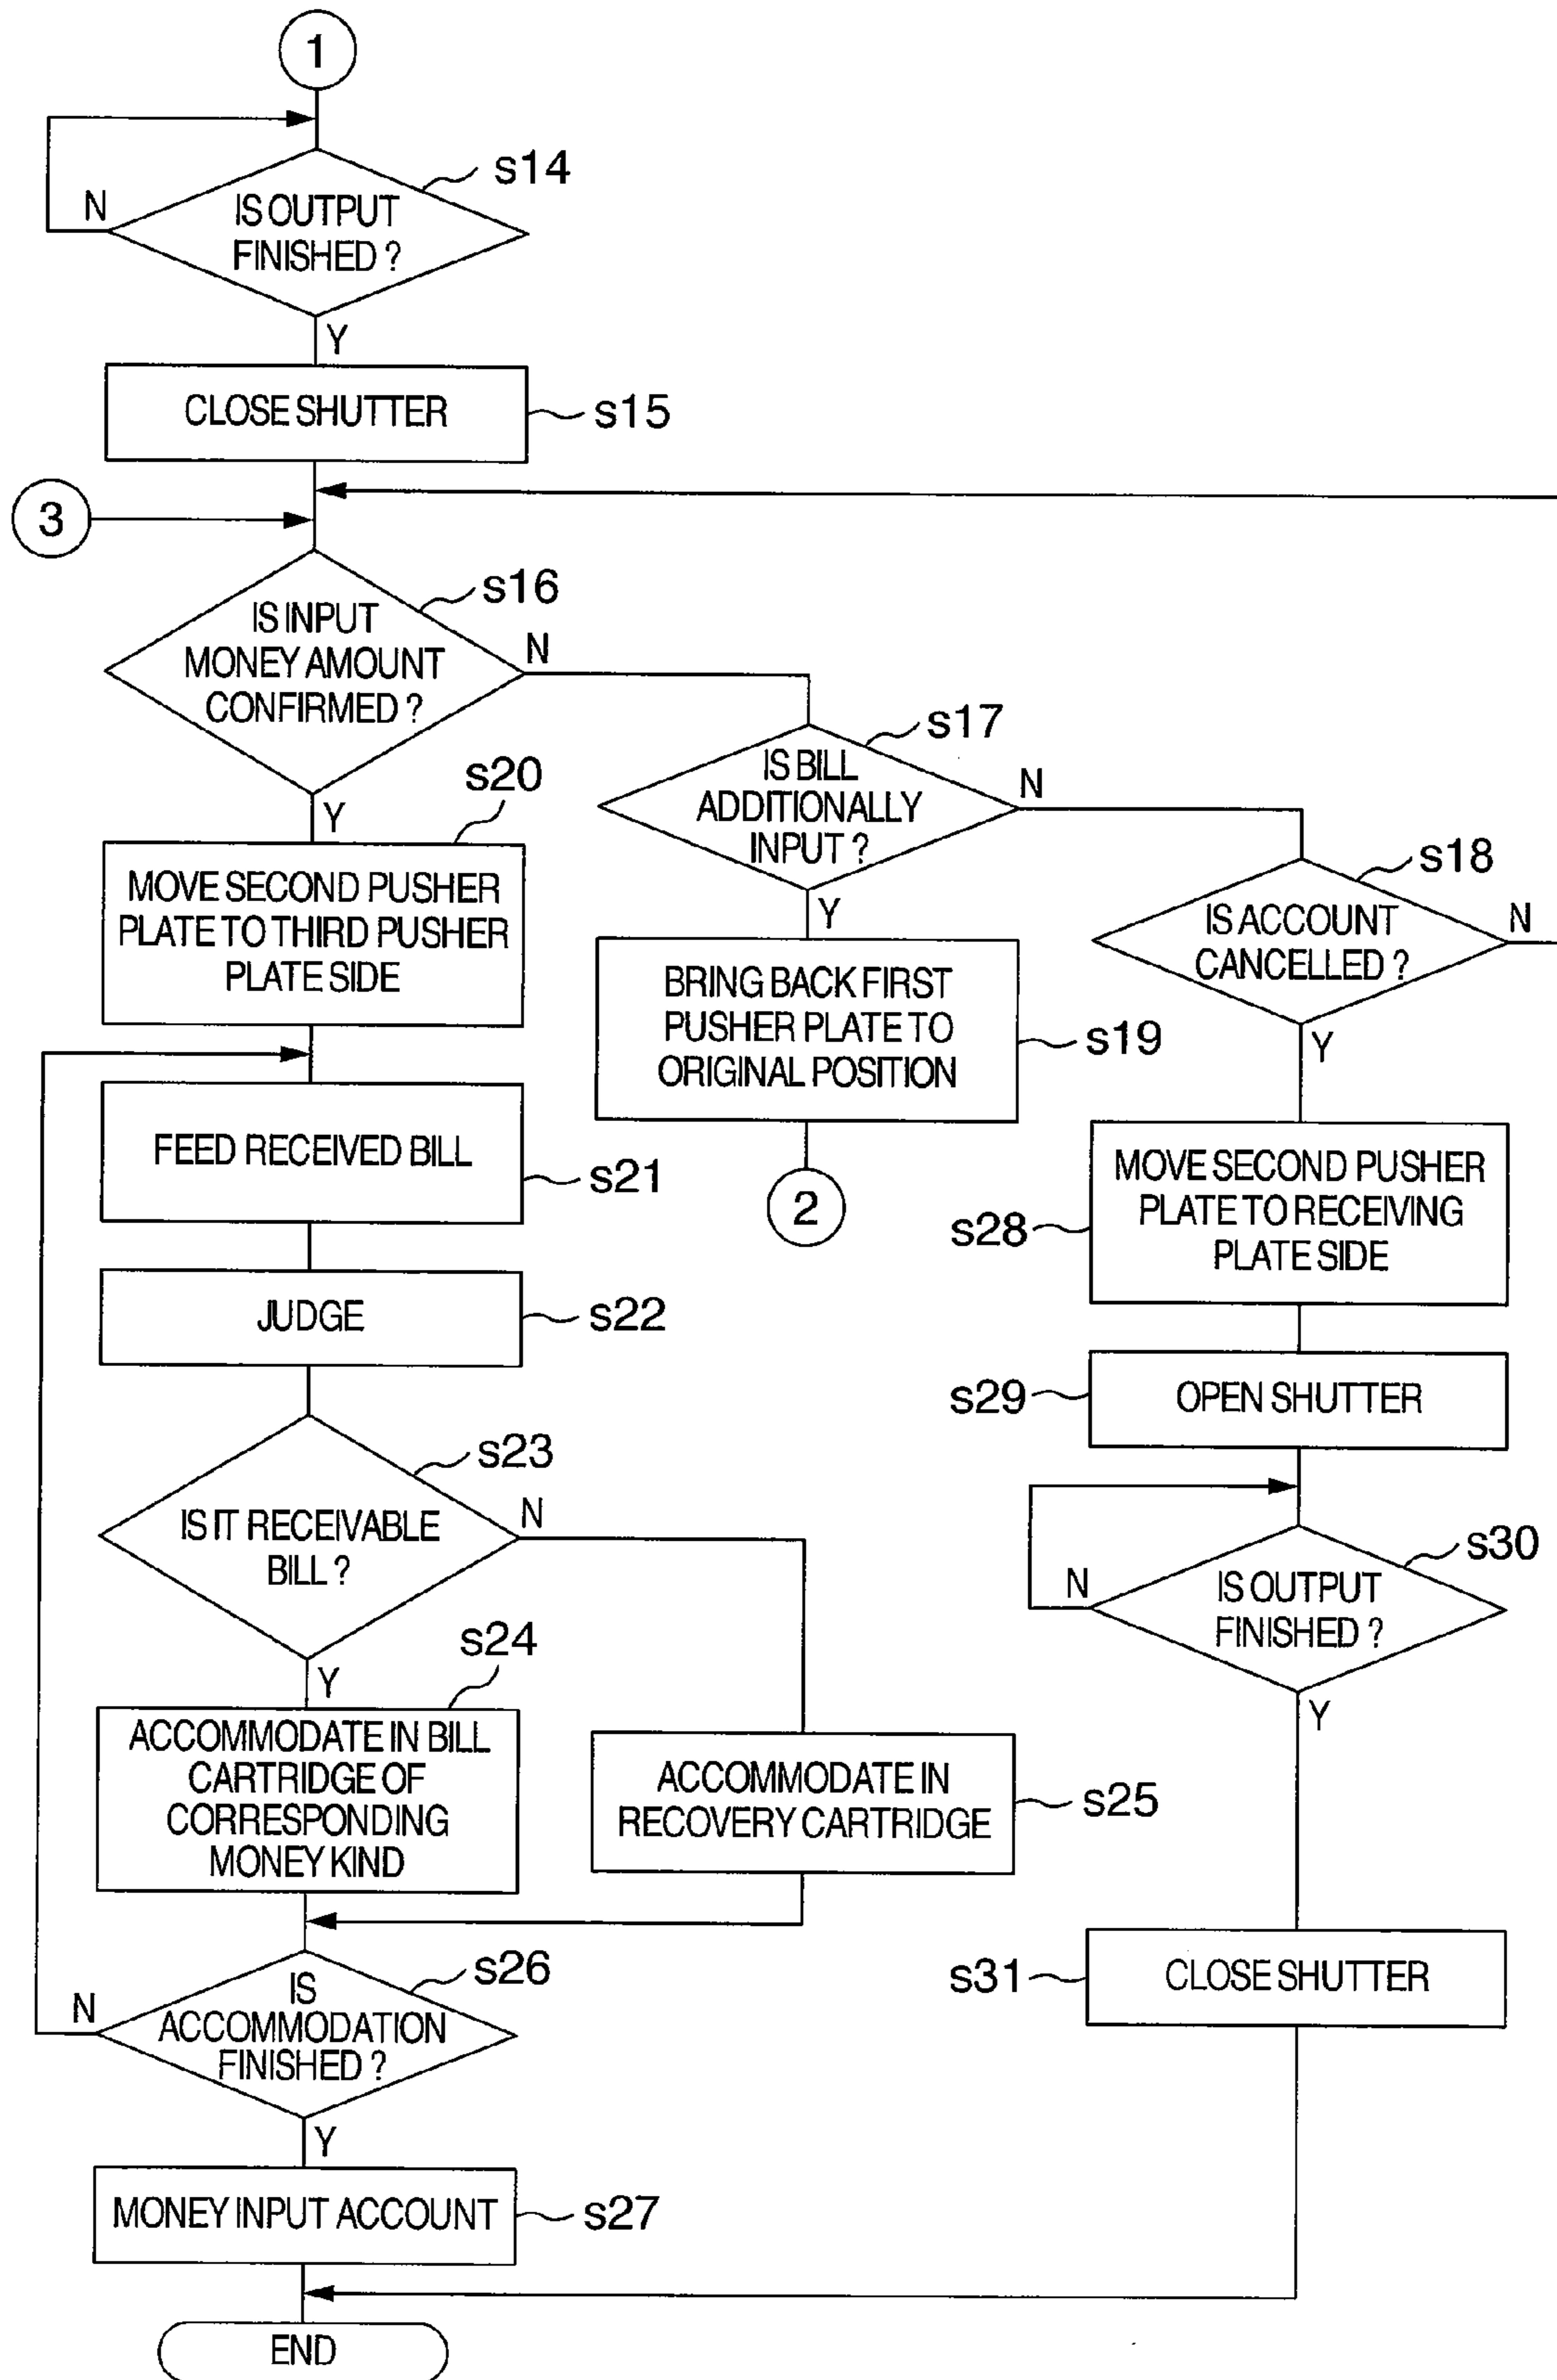 1
s14
N
IS OUTPUT
FINISHED ?
Y
CLOSE SHUTTER
s15
3
s16
IS INPUT
MONEY AMOUNT
CONFIRMED ?
N
Y
s17
IS BILL
ADDITIONALLY
INPUT ?
N
Y
s18
IS ACCOUNT
CANCELLED ?
N
Y
s20
MOVE SECOND PUSHER
PLATE TO THIRD PUSHER
PLATE SIDE
BRING BACK FIRST
PUSHER PLATE TO
ORIGINAL POSITION
s19
2
FEED RECEIVED BILL
s21
MOVE SECOND PUSHER
PLATE TO RECEIVING
PLATE SIDE
s28
JUDGE
s22
OPEN SHUTTER
s29
s23
IS IT RECEIVABLE
BILL ?
N
Y
s30
IS OUTPUT
FINISHED ?
N
Y
s24
ACCOMMODATE IN BILL
CARTRIDGE OF
CORRESPONDING
MONEY KIND
ACCOMMODATE IN
RECOVERY CARTRIDGE
s25
s26
IS
ACCOMMODATION
FINISHED ?
N
Y
s31
CLOSE SHUTTER
MONEY INPUT ACCOUNT
s27
END